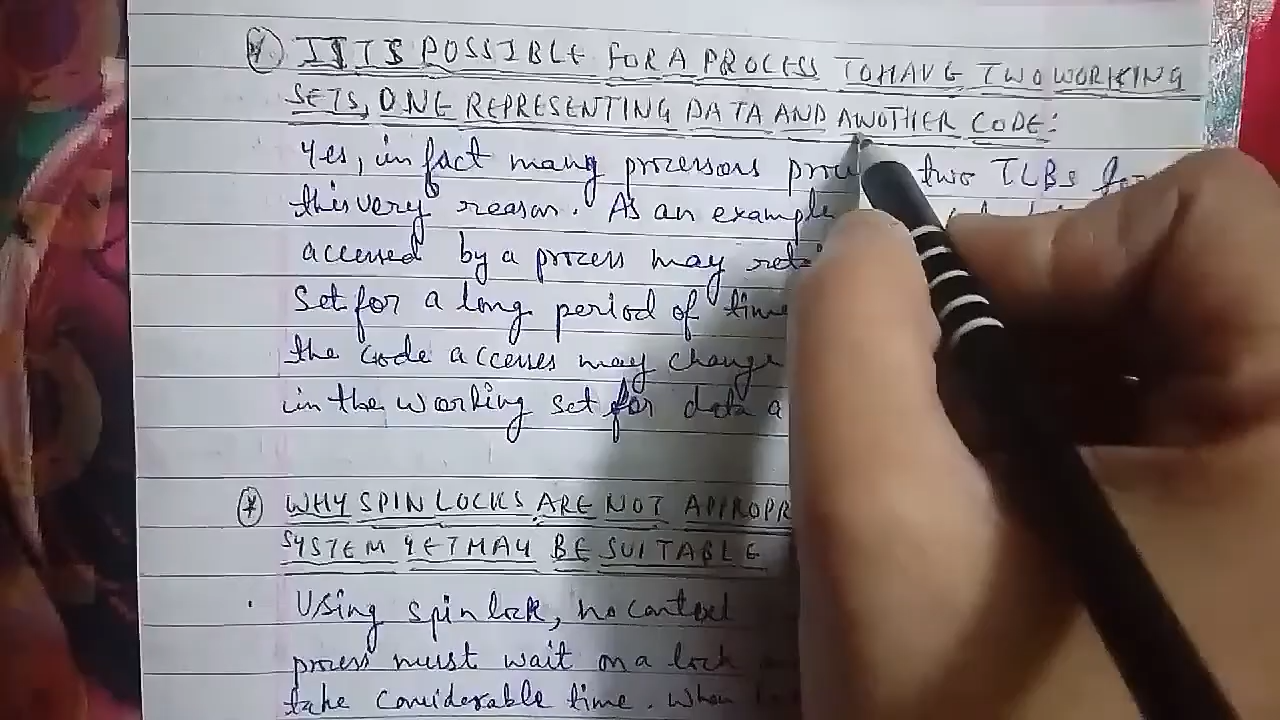 IS IT IS POSSIBLE FOR A PROCESS TO HAVE TWO WORKING
SETS, ONE REPRESENTING DATA AND ANOTHER CODE:
Yes, in fact many processors two TLBs for
this very reason. As an example
accessed by a process may
Set for a long period of time
the code accesses may change
in the working set for data
WHY SPIN LOCKS ARE NOT
SYSTEM YET MAY BE SUITABLE
Using spin lock, no context
process must wait on a lock
take considerable time. When